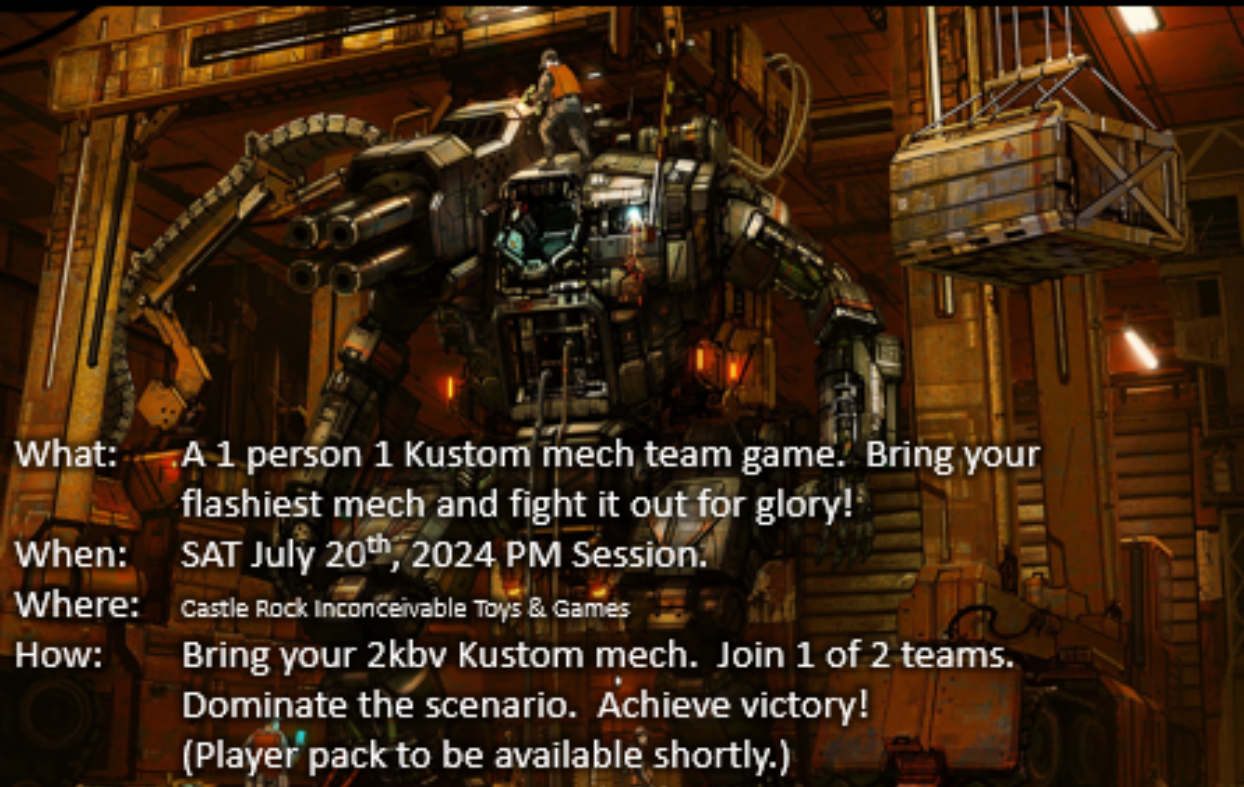 What: A 1 person 1 Kustom mech team game. Bring your
flashiest mech and fight it out for glory!
When: SAT July 20th, 2024 PM Session.
Where: Castle Rock Inconceivable Toys & Games
How: Bring your 2kbv Kustom mech. Join 1 of 2 teams.
Dominate the scenario. Achieve victory!
(Player pack to be available shortly.)